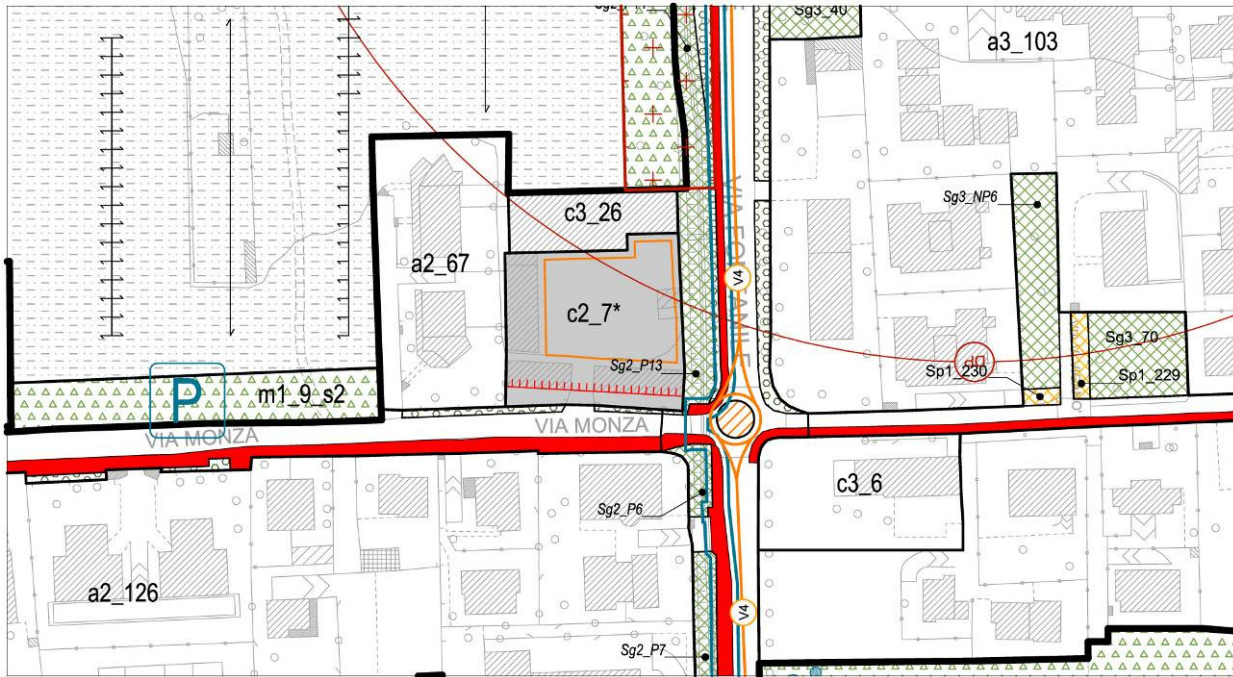 Sg3_40
a3_103
Sg3_NP6
c3_26
a2_67
V4
c2_7*
Sg2_P13
DP
Sg3_70
Sp1_230
Sp1_229
P
m1_9_s2
VIA MONZA
VIA MONZA
c3_6
Sg2_P6
a2_126
V4
Sg2_P7